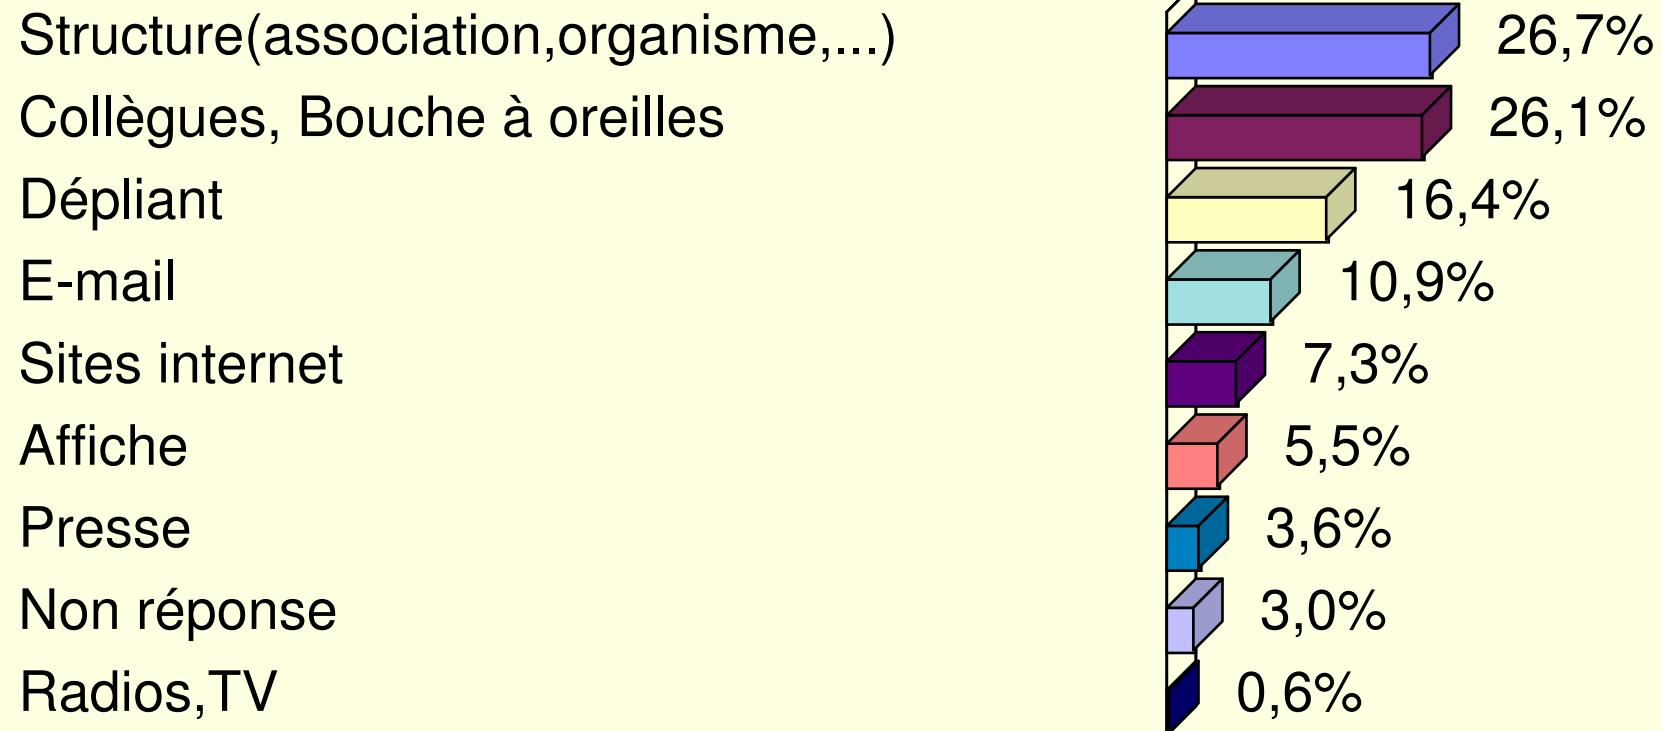 Structure(association,organisme,...) 26,7%
Collègues, Bouche à oreilles 26,1%
Dépliant 16,4%
E-mail 10,9%
Sites internet 7,3%
Affiche 5,5%
Presse 3,6%
Non réponse 3,0%
Radios,TV 0,6%